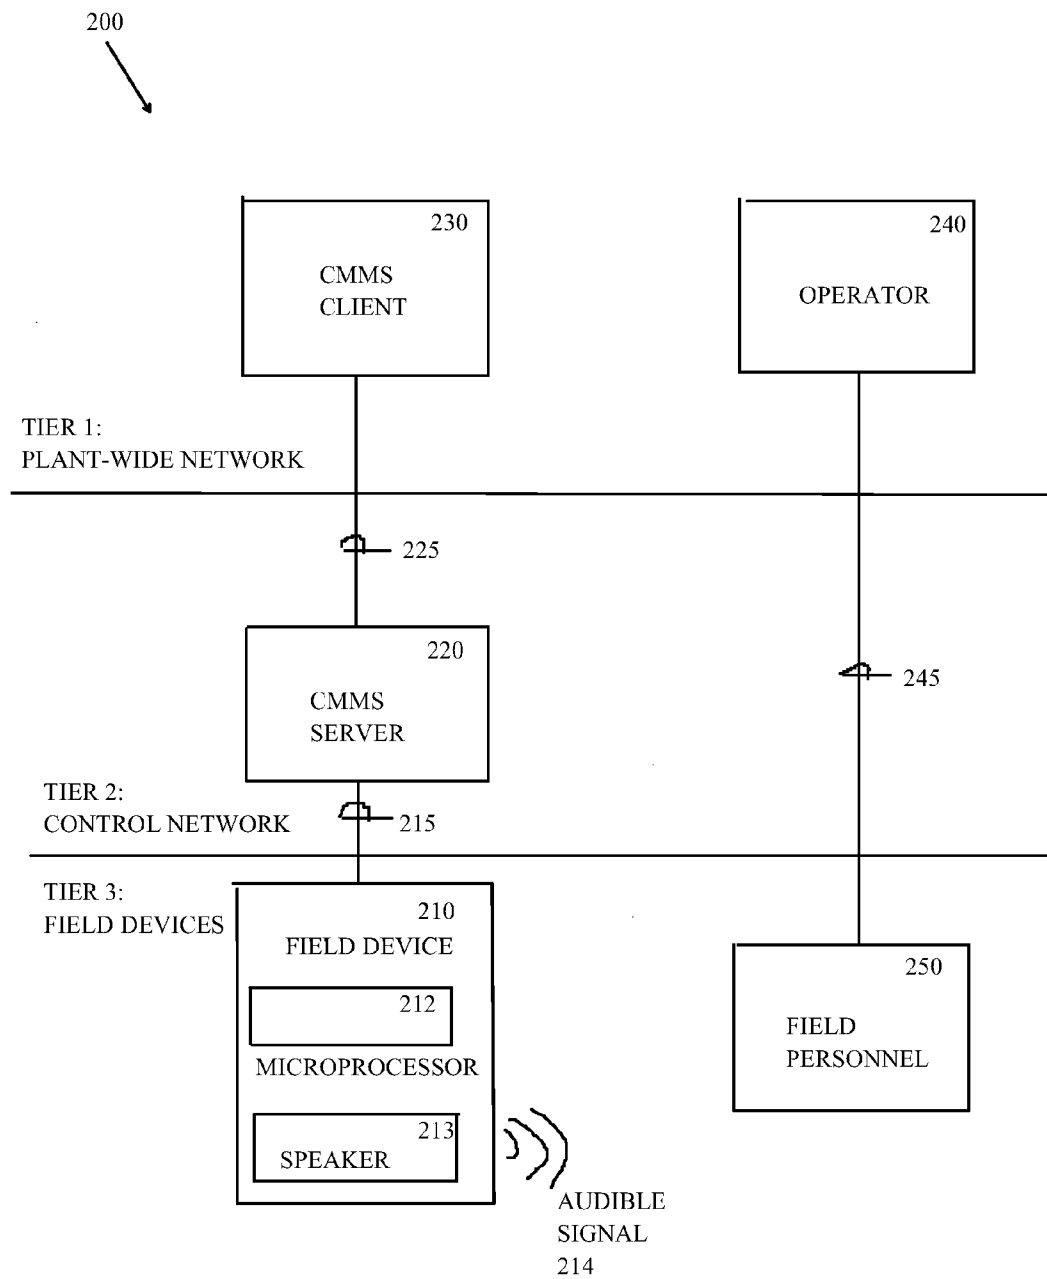 200
230
CMMS
CLIENT
240
OPERATOR
TIER 1:
PLANT-WIDE NETWORK
225
220
CMMS
SERVER
245
TIER 2:
CONTROL NETWORK
215
TIER 3:
FIELD DEVICES
210
FIELD DEVICE
212
MICROPROCESSOR
213
SPEAKER
250
FIELD
PERSONNEL
AUDIBLE
SIGNAL
214